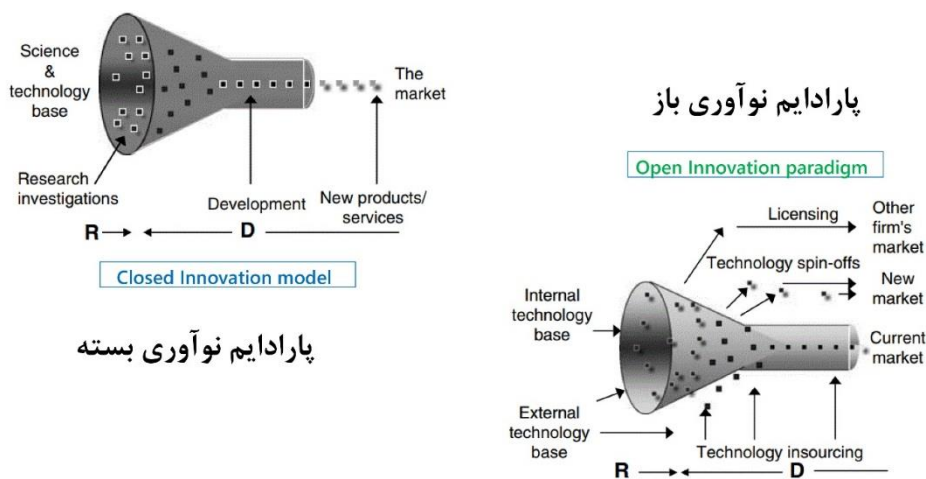 Science
&
technology
base
The
market
Research
investigations
Development
New products/
services
R
D
Closed Innovation model
پارادایم نوآوری بسته
پارادایم نوآوری باز
Open Innovation paradigm
Licensing
Other
firm's
market
Technology spin-offs
New
market
Internal
technology
base
Current
market
External
technology
base
Technology insourcing
R
D